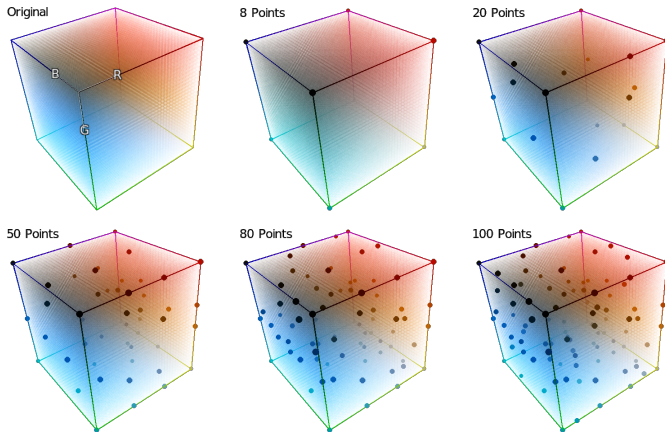 Original
8 Points
20 Points
B
R
G
50 Points
80 Points
100 Points